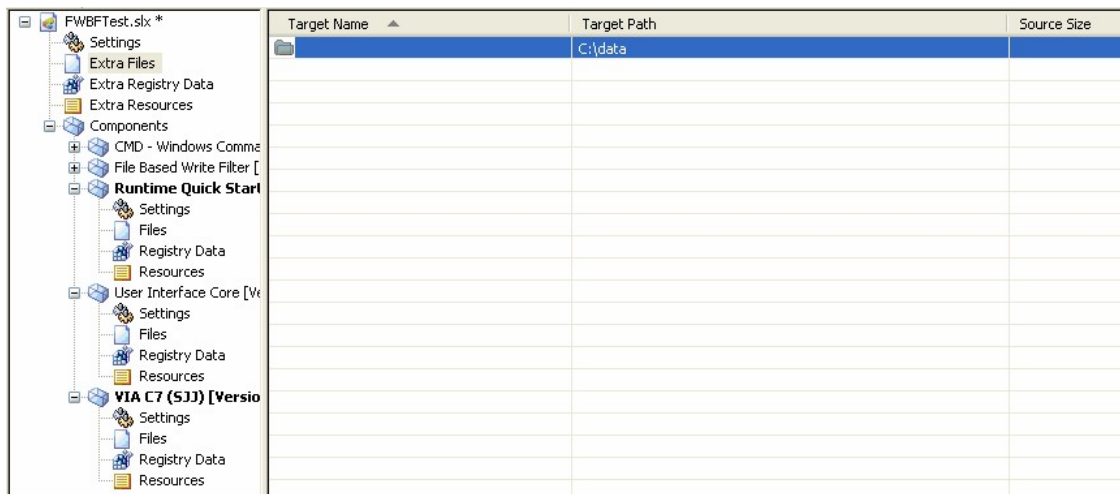 FWBFTest.slx *
Settings
Extra Files
Extra Registry Data
Extra Resources
Components
CMD - Windows Comma
File Based Write Filter [
Runtime Quick Start
Settings
Files
Registry Data
Resources
User Interface Core [Ve
Settings
Files
Registry Data
Resources
VIA C7 (SJJ) [Versio
Settings
Files
Registry Data
Resources
Target Name Target Path Source Size
C:\data